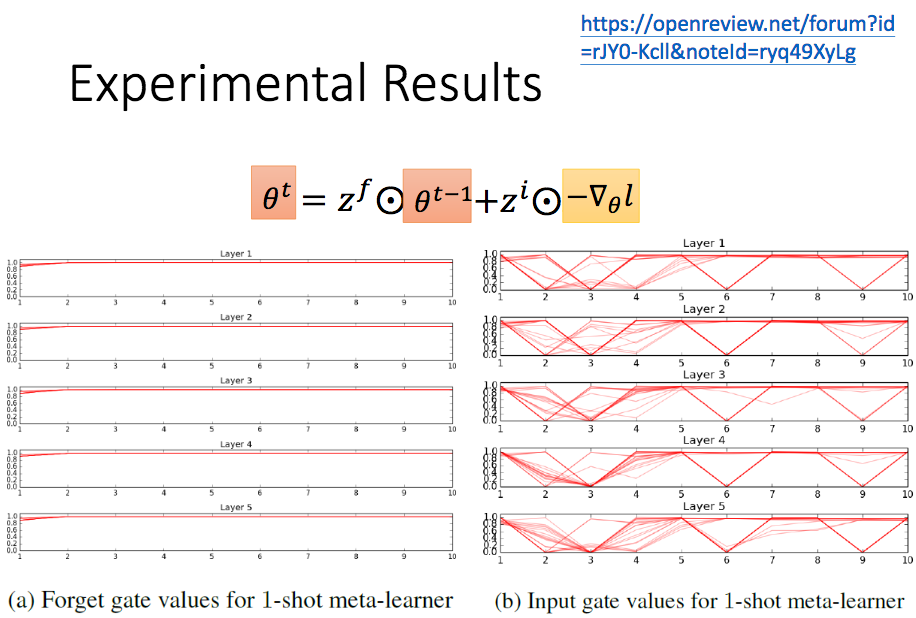 https://openreview.net/forum?id
=rJY0-Kcll&noteId=ryq49XyLg
Experimental Results
θ^t = z^f ⊙ θ^{t−1} + z^i ⊙ −∇_θ l
Layer 1
1.0
0.8
0.6
0.4
0.2
0.0
1 2 3 4 5 6 7 8 9 10
Layer 2
1.0
0.8
0.6
0.4
0.2
0.0
1 2 3 4 5 6 7 8 9 10
Layer 3
1.0
0.8
0.6
0.4
0.2
0.0
1 2 3 4 5 6 7 8 9 10
Layer 4
1.0
0.8
0.6
0.4
0.2
0.0
1 2 3 4 5 6 7 8 9 10
Layer 5
1.0
0.8
0.6
0.4
0.2
0.0
1 2 3 4 5 6 7 8 9 10
(a) Forget gate values for 1-shot meta-learner
Layer 1
1.0
0.8
0.6
0.4
0.2
0.0
1 2 3 4 5 6 7 8 9 10
Layer 2
1.0
0.8
0.6
0.4
0.2
0.0
1 2 3 4 5 6 7 8 9 10
Layer 3
1.0
0.8
0.6
0.4
0.2
0.0
1 2 3 4 5 6 7 8 9 10
Layer 4
1.0
0.8
0.6
0.4
0.2
0.0
1 2 3 4 5 6 7 8 9 10
Layer 5
1.0
0.8
0.6
0.4
0.2
0.0
1 2 3 4 5 6 7 8 9 10
(b) Input gate values for 1-shot meta-learner